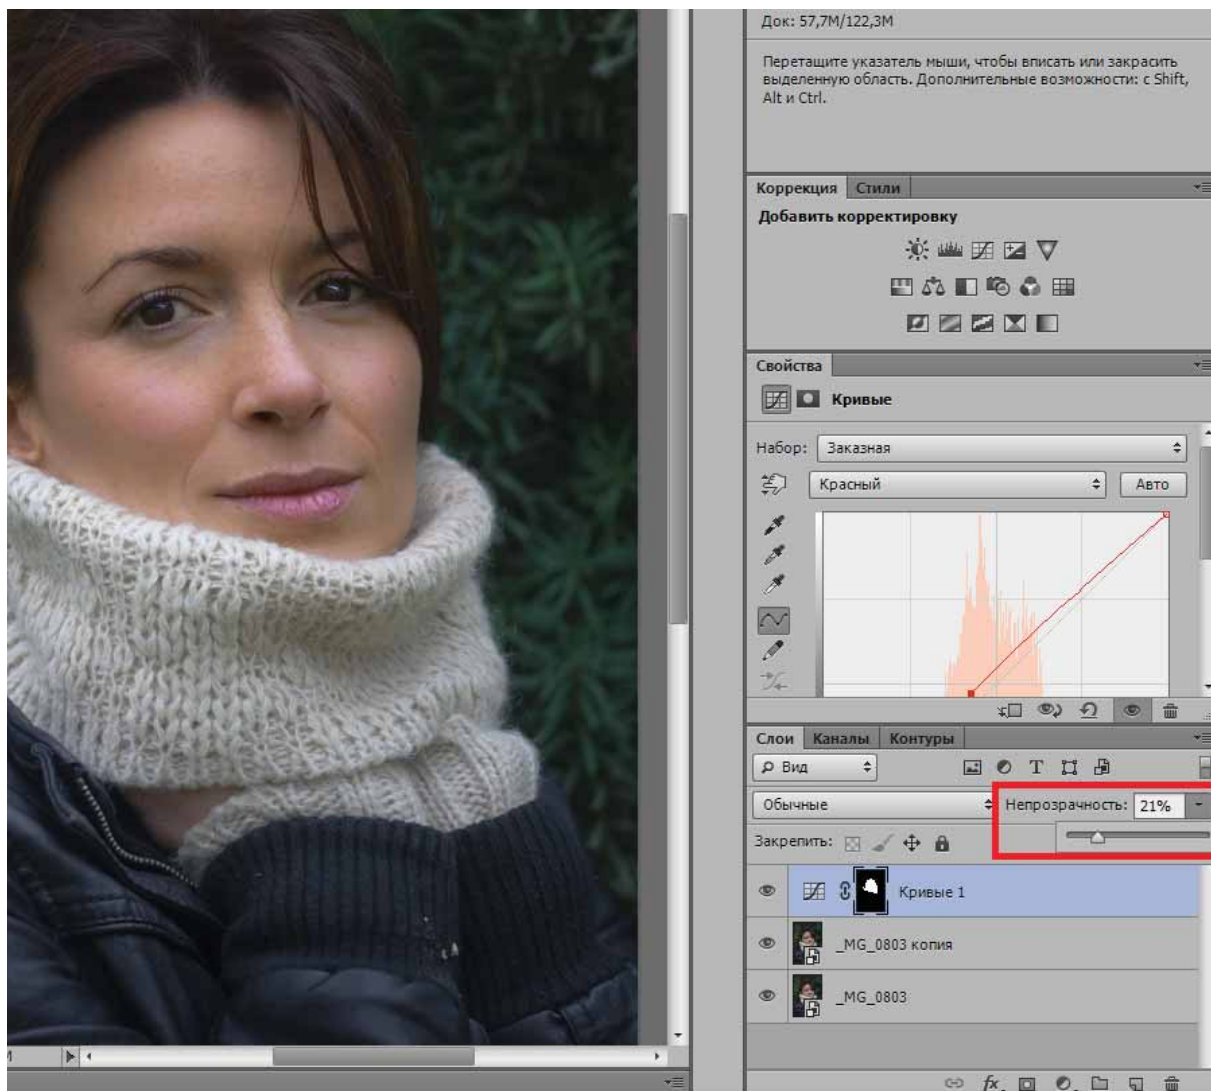 Док: 57,7M/122,3M
Перетащите указатель мыши, чтобы вписать или закрасить
выделенную область. Дополнительные возможности: с Shift,
Alt и Ctrl.
Коррекция Стили
Добавить корректировку
Свойства
Кривые
Набор: Заказная
Красный Авто
Слои Каналы Контуры
Вид
T
Обычные Непрозрачность: 21%
Закрепить:
Кривые 1
_MG_0803 копия
_MG_0803
fx